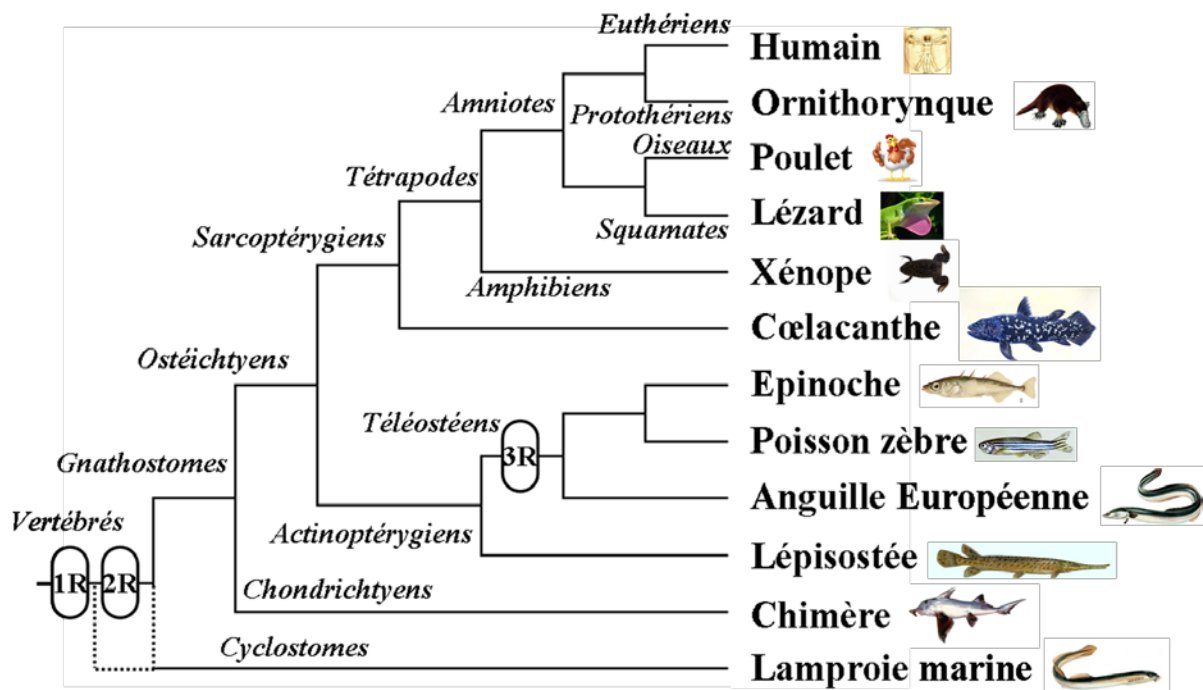 Euthériens
Humain
Amniotes
Protothériens
Ornithorynque
Oiseaux
Poulet
Tétrapodes
Squamates
Lézard
Sarcoptérygiens
Amphibiens
Xénope
Cœlacanthe
Ostéichtyens
Epinoche
Téléostéens
3R
Poisson zèbre
Gnathostomes
Anguille Européenne
Vertébrés
Actinoptérygiens
Lépisostée
1R
2R
Chondrichtyens
Chimère
Cyclostomes
Lamproie marine